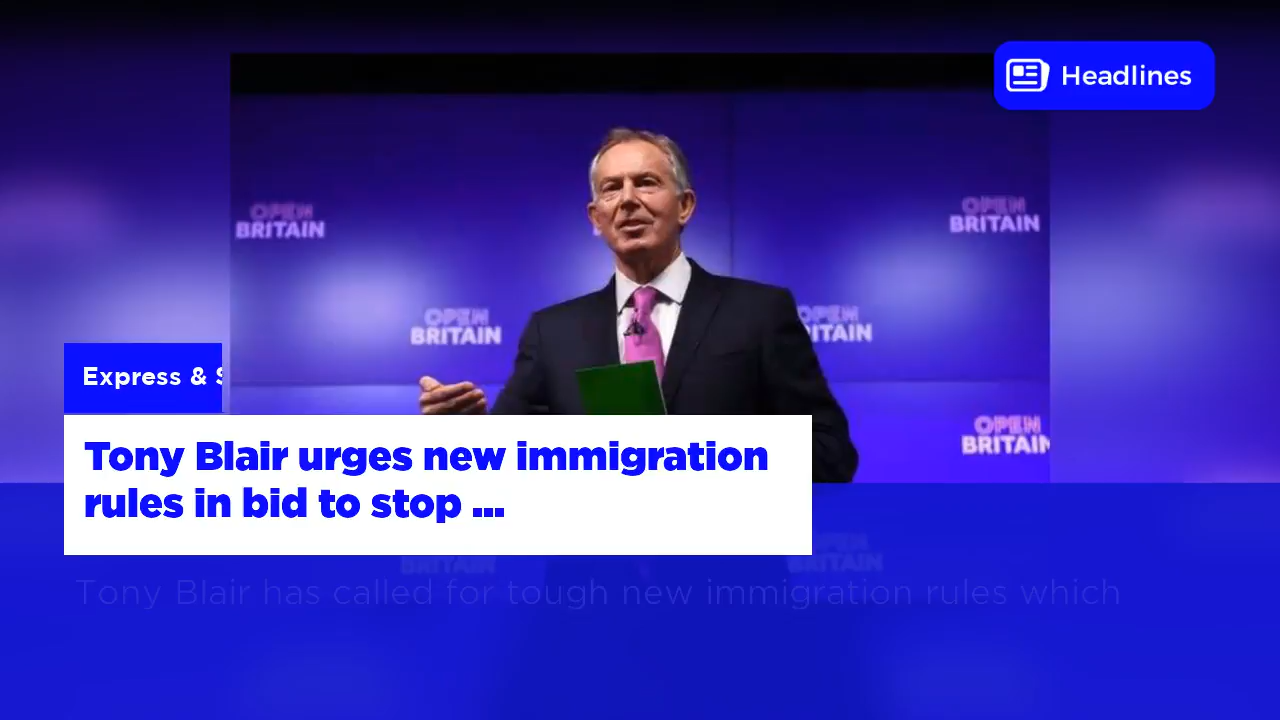 Headlines
OPEN
BRITAIN
OPEN
BRITAIN
OPEN
BRITAIN
OPEN
BRITAIN
Express &
OPEN
BRITAIN
Tony Blair urges new immigration
rules in bid to stop ...
OPEN
BRITAIN
Tony Blair has called for tough new immigration rules which